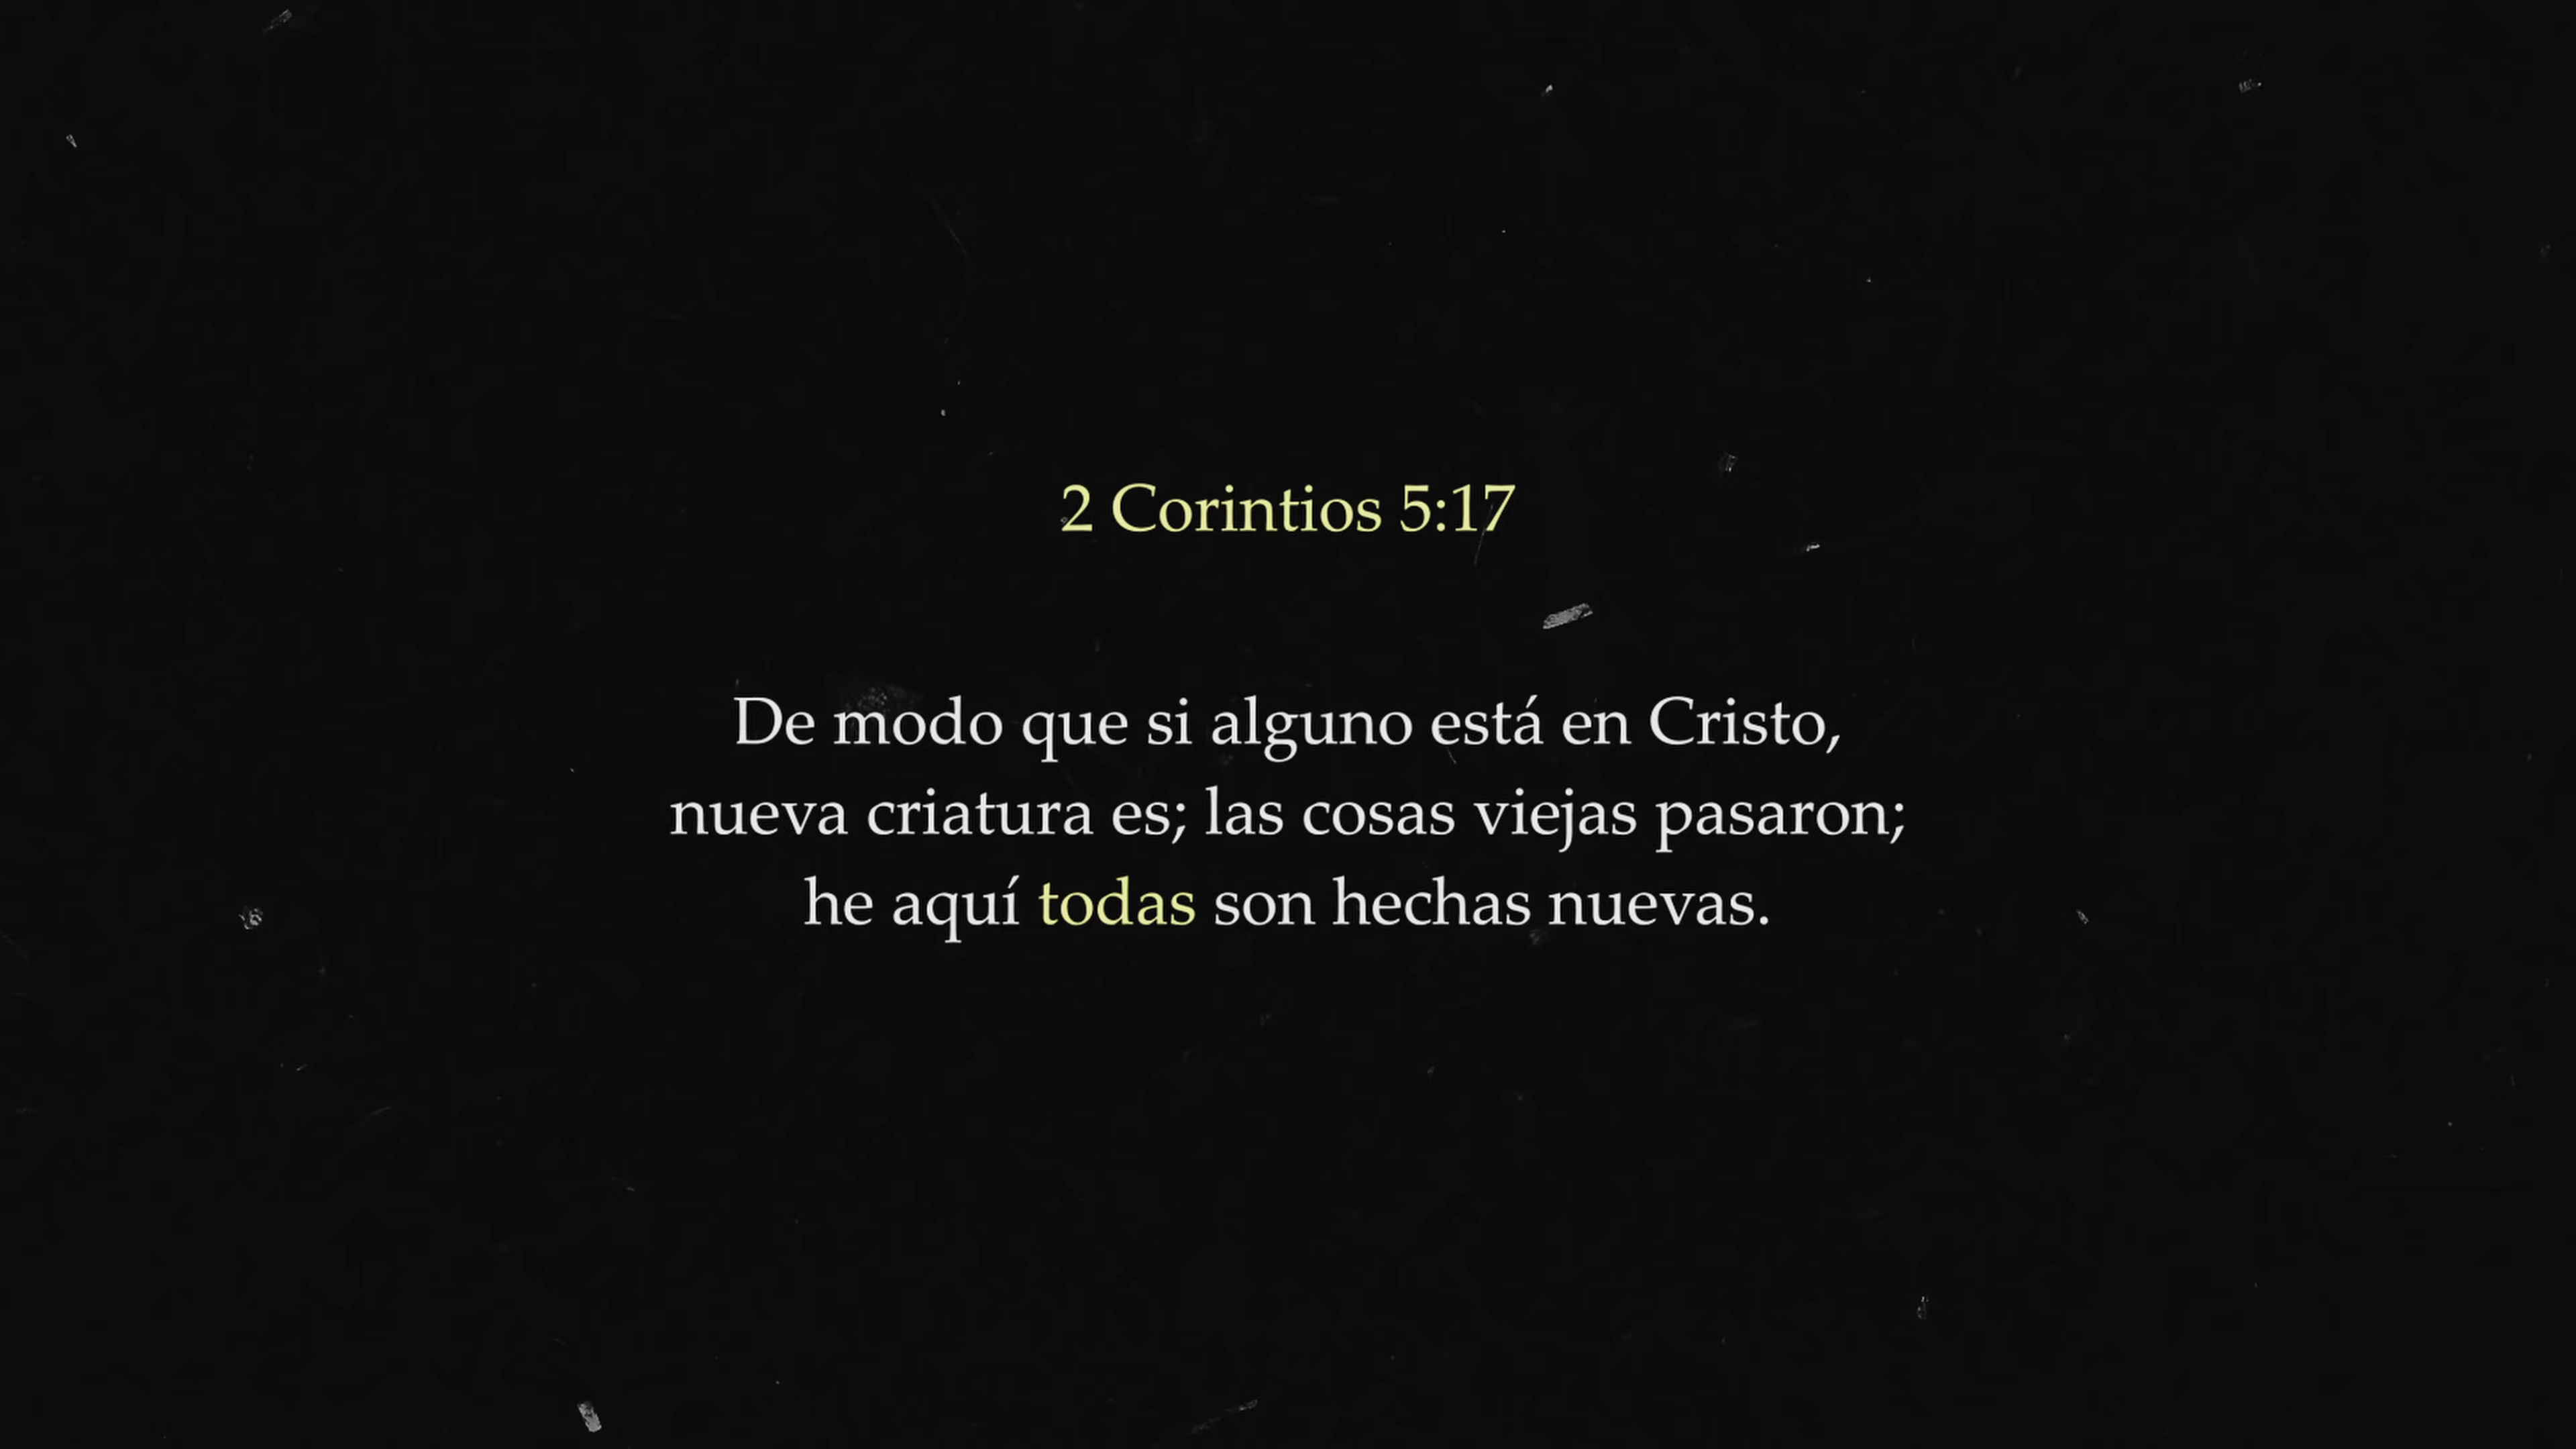 2 Corintios 5:17
De modo que si alguno está en Cristo,
nueva criatura es; las cosas viejas pasaron;
he aquí todas son hechas nuevas.